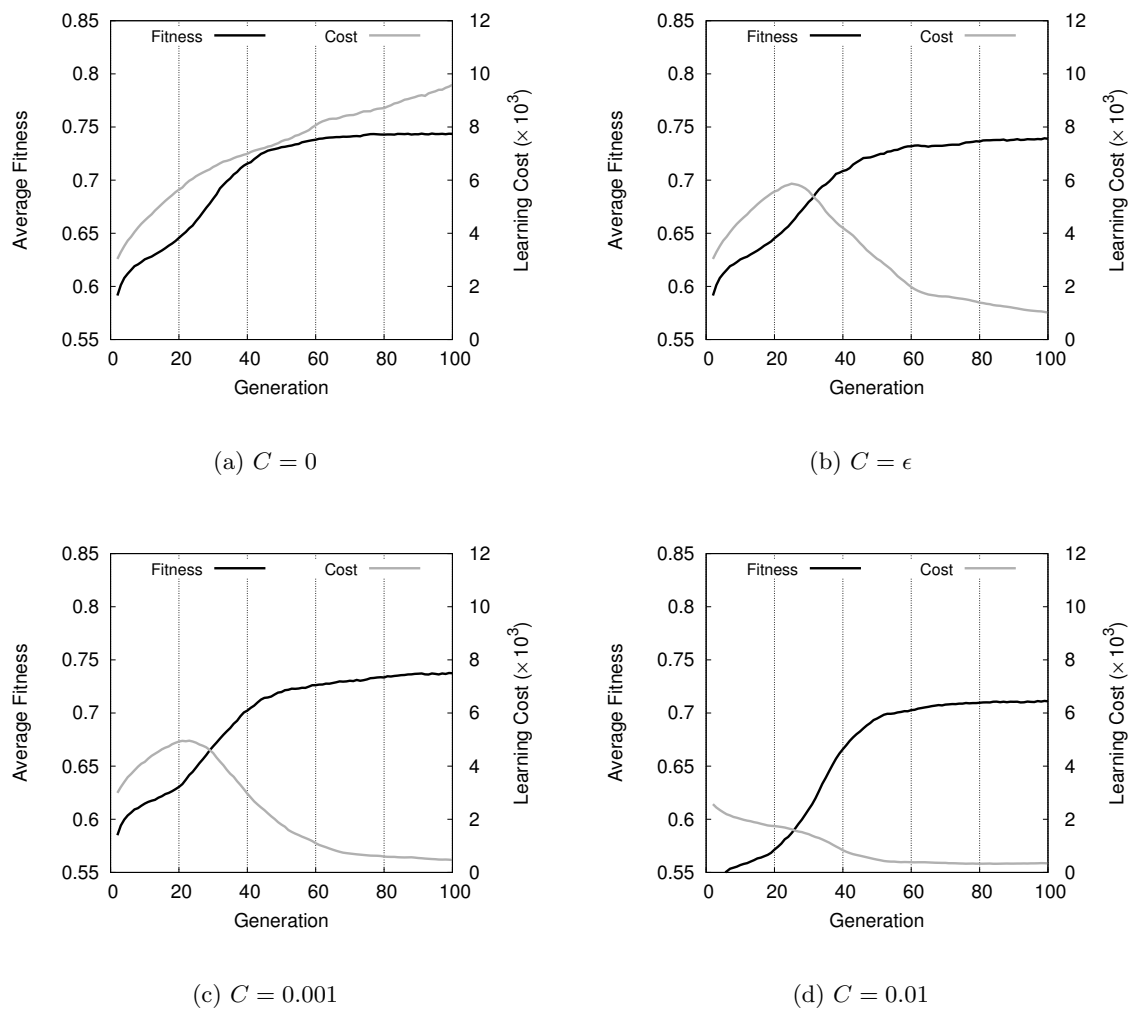 0.85 12
Fitness Cost
0.8 10
0.75 8
0.7 6
0.65 4
0.6 2
0.55 0
0 20 40 60 80 100
Average Fitness
Learning Cost (× 10³)
Generation
(a) C = 0
0.85 12
Fitness Cost
0.8 10
0.75 8
0.7 6
0.65 4
0.6 2
0.55 0
0 20 40 60 80 100
Average Fitness
Learning Cost (× 10³)
Generation
(b) C = ϵ
0.85 12
Fitness Cost
0.8 10
0.75 8
0.7 6
0.65 4
0.6 2
0.55 0
0 20 40 60 80 100
Average Fitness
Learning Cost (× 10³)
Generation
(c) C = 0.001
0.85 12
Fitness Cost
0.8 10
0.75 8
0.7 6
0.65 4
0.6 2
0.55 0
0 20 40 60 80 100
Average Fitness
Learning Cost (× 10³)
Generation
(d) C = 0.01